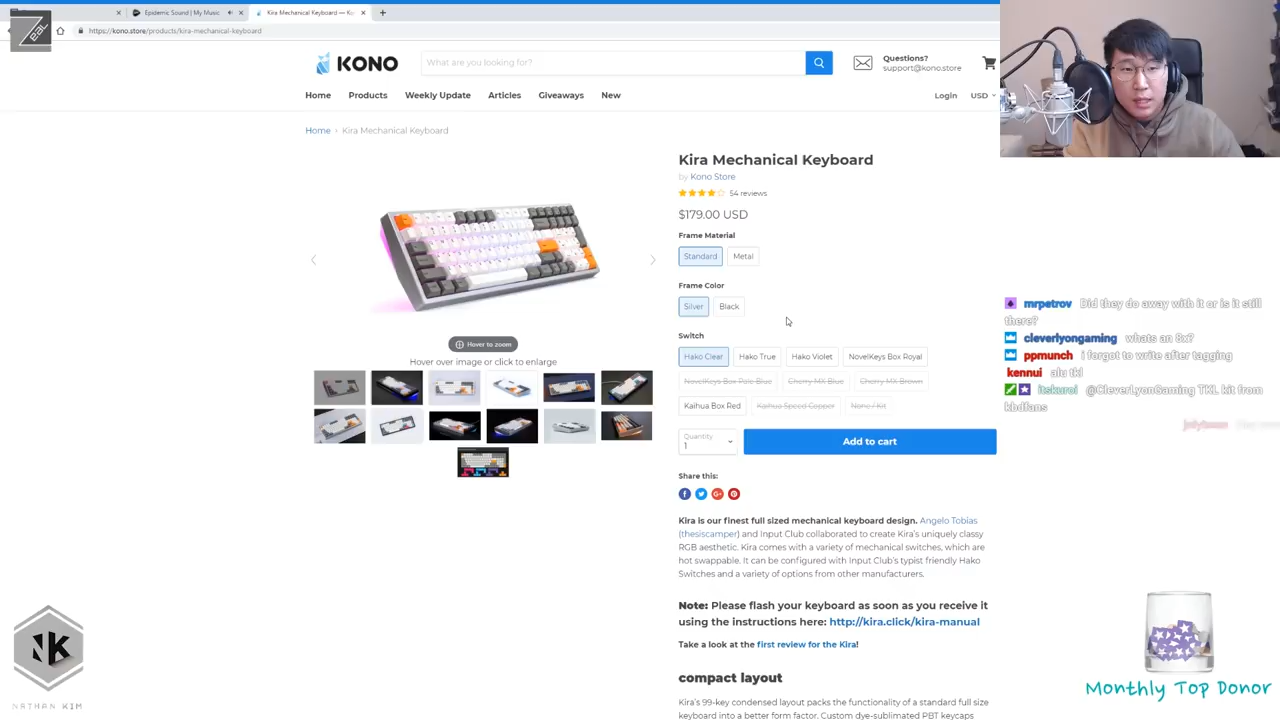 Zeal
Epidemic Sound | My Music
Kira Mechanical Keyboard — Ko
https://kono.store/products/kira-mechanical-keyboard
KONO
What are you looking for?
Questions?
support@kono.store
Home Products Weekly Update Articles Giveaways New
Login USD
Home › Kira Mechanical Keyboard
Kira Mechanical Keyboard
by Kono Store
54 reviews
$179.00 USD
Frame Material
Standard Metal
Frame Color
Silver Black
Switch
Hako Clear Hako True Hako Violet NovelKeys Box Royal
NovelKeys Box Pale Blue Cherry MX Blue Cherry MX Brown
Kaihua Box Red Kaihua Speed Copper None / Kit
Hover to zoom
Hover over image or click to enlarge
Quantity
1
Add to cart
Share this:
Kira is our finest full sized mechanical keyboard design. Angelo Tobias
(thesiscamper) and Input Club collaborated to create Kira's uniquely classy
RGB aesthetic. Kira comes with a variety of mechanical switches, which are
hot swappable. It can be configured with Input Club's typist friendly Hako
Switches and a variety of options from other manufacturers.
Note: Please flash your keyboard as soon as you receive it
using the instructions here: http://kira.click/kira-manual
Take a look at the first review for the Kira!
compact layout
Kira's 99-key condensed layout packs the functionality of a standard full size
keyboard into a better form factor. Custom dye-sublimated PBT keycaps
mrpetrov Did they do away with it or is it still
there?
cleverlyongaming whats an 8x?
ppmunch i forgot to write after tagging
kennui alu tkl
itskuroi @CleverLyonGaming TKL kit from
kbdfans
NK
NATHAN KIM
Monthly Top Donor